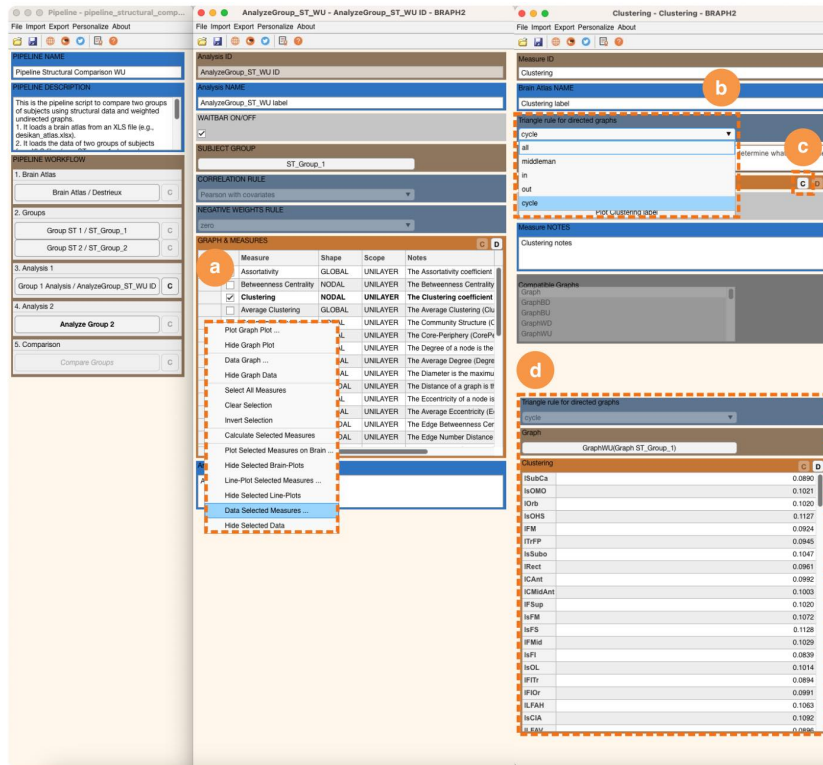 Pipeline - pipeline_structural_comp...
File Import Export Personalize About
PIPELINE NAME
Pipeline Structural Comparison WU
PIPELINE DESCRIPTION
This is the pipeline script to compare two groups
of subjects using structural data and weighted
undirected graphs.
1. It loads a brain atlas from an XLS file (e.g.,
desikan_atlas.xlsx).
2. It loads the data of two groups of subjects
PIPELINE WORKFLOW
1. Brain Atlas
Brain Atlas / Destrieux
C
2. Groups
Group ST 1 / ST_Group_1
C
Group ST 2 / ST_Group_2
C
3. Analysis 1
Group 1 Analysis / AnalyzeGroup_ST_WU ID
C
4. Analysis 2
Analyze Group 2
C
5. Comparison
Compare Groups
C
AnalyzeGroup_ST_WU - AnalyzeGroup_ST_WU ID - BRAPH2
File Import Export Personalize About
Analysis ID
AnalyzeGroup_ST_WU ID
Analysis NAME
AnalyzeGroup_ST_WU label
WAITBAR ON/OFF
SUBJECT GROUP
ST_Group_1
CORRELATION RULE
Pearson with covariates
NEGATIVE WEIGHTS RULE
zero
GRAPH & MEASURES
C D
a
Measure Shape Scope Notes
Assortativity GLOBAL UNILAYER The Assortativity coefficient
Betweenness Centrality NODAL UNILAYER The Betweenness Centrality
Clustering NODAL UNILAYER The Clustering coefficient
Average Clustering GLOBAL UNILAYER The Average Clustering (Clu
UNILAYER The Community Structure (C
UNILAYER The Core-Periphery (CorePe
UNILAYER The Degree of a node is the
UNILAYER The Average Degree (Degre
UNILAYER The Diameter is the maximu
UNILAYER The Distance of a graph is th
UNILAYER The Eccentricity of a node is
UNILAYER The Average Eccentricity (Ec
UNILAYER The Edge Betweenness Cer
UNILAYER The Edge Number Distance
Plot Graph Plot ...
Hide Graph Plot
Data Graph ...
Hide Graph Data
Select All Measures
Clear Selection
Invert Selection
Calculate Selected Measures
Plot Selected Measures on Brain ...
Hide Selected Brain-Plots
Line-Plot Selected Measures ...
Hide Selected Line-Plots
Data Selected Measures ...
Hide Selected Data
Clustering - Clustering - BRAPH2
File Import Export Personalize About
Measure ID
Clustering
b
Brain Atlas NAME
Clustering label
Triangle rule for directed graphs
cycle
all
middleman
in
out
cycle
etermine wha
c
C D
Plot Clustering label
Measure NOTES
Clustering notes
Compatible Graphs
Graph
GraphBD
GraphBU
GraphWD
GraphWU
d
Triangle rule for directed graphs
cycle
Graph
GraphWU(Graph ST_Group_1)
Clustering
C D
lSubCa 0.0890
lsOMO 0.1021
lOrb 0.1020
lsOHS 0.1127
lFM 0.0924
lTrFP 0.0945
lsSubo 0.1047
lRect 0.0961
lCAnt 0.0992
lCMidAnt 0.1003
lFSup 0.1020
lsFM 0.1072
lsFS 0.1128
lFMid 0.1029
lsFI 0.0839
lsOL 0.1014
lFITr 0.0894
lFIOr 0.0991
lLFAH 0.1063
lsCIA 0.1092
lLFAV 0.0896